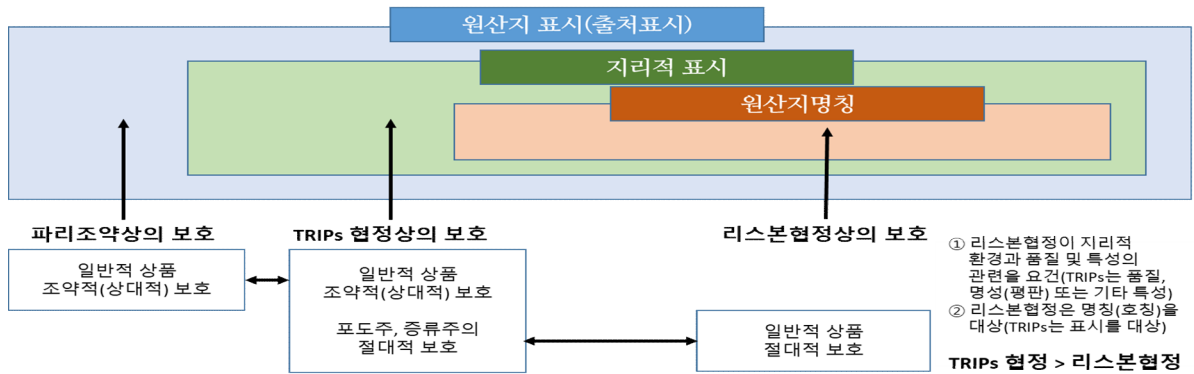 원산지 표시(출처표시)
지리적 표시
원산지명칭
파리조약상의 보호
일반적 상품
조약적(상대적) 보호
TRIPs 협정상의 보호
일반적 상품
조약적(상대적) 보호
포도주, 증류주의
절대적 보호
리스본협정상의 보호
일반적 상품
절대적 보호
① 리스본협정이 지리적
환경과 품질 및 특성의
관련을 요건(TRIPs는 품질,
명성(평판) 또는 기타 특성)
② 리스본협정은 명칭(호칭)을
대상(TRIPs는 표시를 대상)
TRIPs 협정 > 리스본협정